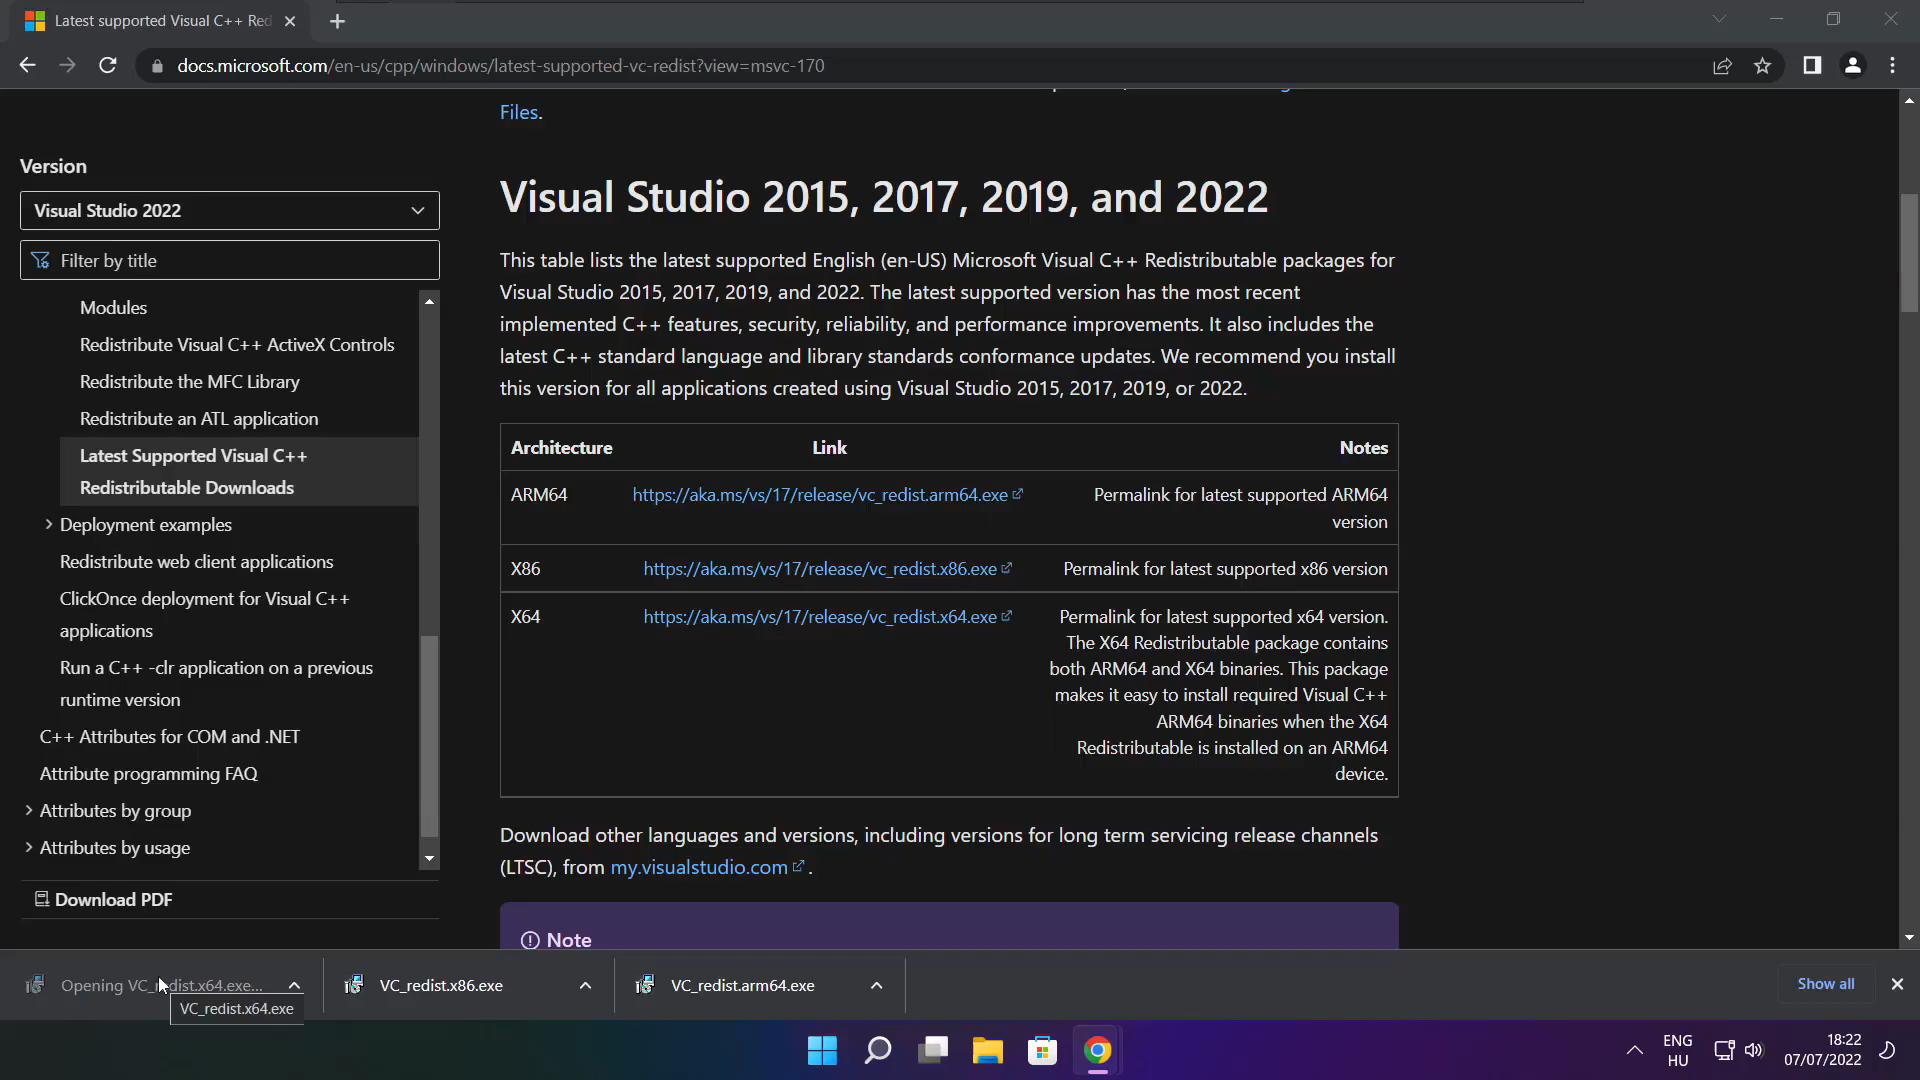 Latest supported Visual C++ Red
docs.microsoft.com/en-us/cpp/windows/latest-supported-vc-redist?view=msvc-170
Files.
Version
Visual Studio 2022
Filter by title
Modules
Redistribute Visual C++ ActiveX Controls
Redistribute the MFC Library
Redistribute an ATL application
Latest Supported Visual C++
Redistributable Downloads
Deployment examples
Redistribute web client applications
ClickOnce deployment for Visual C++
applications
Run a C++ -clr application on a previous
runtime version
C++ Attributes for COM and .NET
Attribute programming FAQ
Attributes by group
Attributes by usage
Download PDF
Visual Studio 2015, 2017, 2019, and 2022
This table lists the latest supported English (en-US) Microsoft Visual C++ Redistributable packages for
Visual Studio 2015, 2017, 2019, and 2022. The latest supported version has the most recent
implemented C++ features, security, reliability, and performance improvements. It also includes the
latest C++ standard language and library standards conformance updates. We recommend you install
this version for all applications created using Visual Studio 2015, 2017, 2019, or 2022.
Architecture Link Notes
ARM64 https://aka.ms/vs/17/release/vc_redist.arm64.exe Permalink for latest supported ARM64
version
X86 https://aka.ms/vs/17/release/vc_redist.x86.exe Permalink for latest supported x86 version
X64 https://aka.ms/vs/17/release/vc_redist.x64.exe Permalink for latest supported x64 version.
The X64 Redistributable package contains
both ARM64 and X64 binaries. This package
makes it easy to install required Visual C++
ARM64 binaries when the X64
Redistributable is installed on an ARM64
device.
Download other languages and versions, including versions for long term servicing release channels
(LTSC), from my.visualstudio.com .
Note
Opening VC_redist.x64.exe...
VC_redist.x86.exe
VC_redist.arm64.exe
Show all
VC_redist.x64.exe
ENG
HU
18:22
07/07/2022